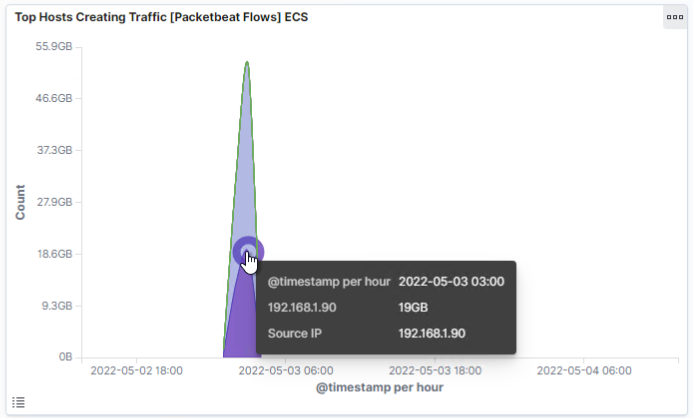 Top Hosts Creating Traffic [Packetbeat Flows] ECS
55.9GB
46.6GB
37.3GB
27.9GB
18.6GB
9.3GB
0B
Count
@timestamp per hour 2022-05-03 03:00
192.168.1.90 19GB
Source IP 192.168.1.90
2022-05-02 18:00 2022-05-03 06:00 2022-05-03 18:00 2022-05-04 06:00
@timestamp per hour